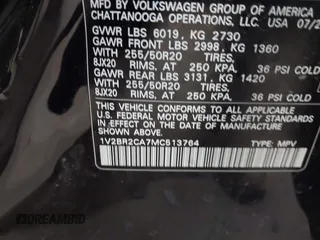 MFD BY VOLKSWAGEN GROUP OF AMERICA
CHATTANOOGA OPERATIONS, LLC. USA 07/2
GVWR LBS 6019, KG 2730
GAWR FRONT LBS 2998, KG 1360
WITH 255/50R20 TIRES,
8JX20 RIMS, AT 250 KPA, 36 PSI COLD
GAWR REAR LBS 3131, KG 1420
WITH 255/50R20 TIRES,
8JX20 RIMS, AT 250 KPA, 36 PSI COLD
THIS VEHICLE CONFORMS TO ALL APPLICABLE
U.S. FEDERAL MOTOR VEHICLE SAFETY
STANDARDS IN EFFECT ON THE DATE OF
MANUFACTURE SHOWN ABOVE.
1V2BR2CA7MC513764 TYPE: MPV
DREAMBID